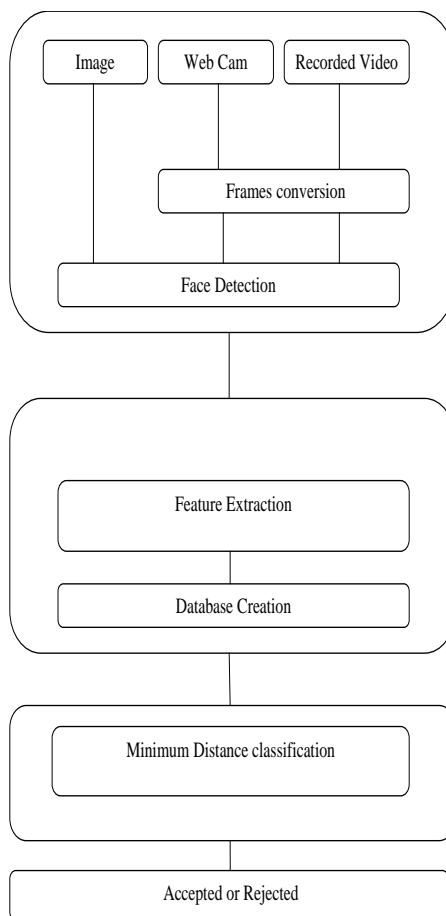 Image
Web Cam
Recorded Video
Frames conversion
Face Detection
Feature Extraction
Database Creation
Minimum Distance classification
Accepted or Rejected